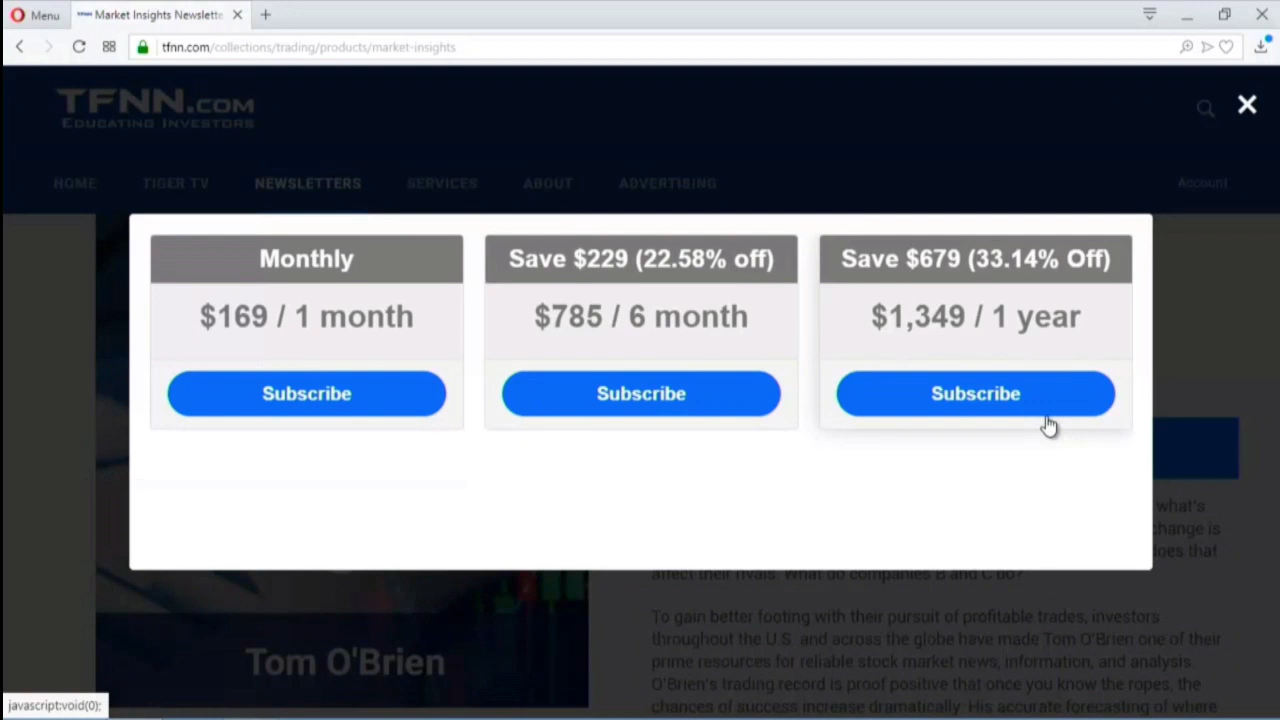 Menu
Market Insights Newslette
tfnn.com/collections/trading/products/market-insights
TFNN.COM
EDUCATING INVESTORS
HOME TIGER TV NEWSLETTERS SERVICES ABOUT ADVERTISING Account
Monthly
$169 / 1 month
Subscribe
Save $229 (22.58% off)
$785 / 6 month
Subscribe
Save $679 (33.14% Off)
$1,349 / 1 year
Subscribe
what's
change is
does that
affect their rivals. What do companies B and C do?
To gain better footing with their pursuit of profitable trades, investors
throughout the U.S. and across the globe have made Tom O'Brien one of their
prime resources for reliable stock market news, information, and analysis.
O'Brien's trading record is proof positive that once you know the ropes, the
chances of success increase dramatically. His accurate forecasting of where
Tom O'Brien
javascript:void(0);